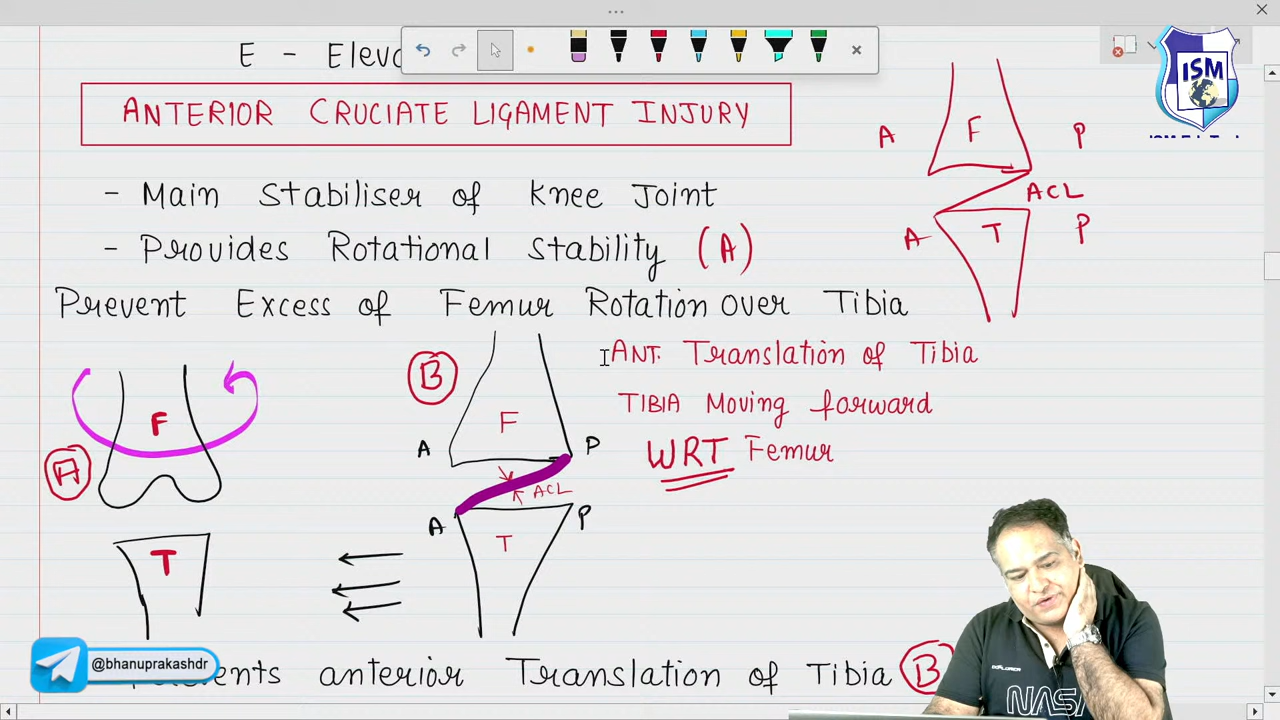 E - Elev
ANTERIOR CRUCIATE LIGAMENT INJURY
ISM
A F P
ACL
A T P
- Main Stabiliser of Knee Joint
- Provides Rotational Stability (A)
Prevent Excess of Femur Rotation over Tibia
ANT. Translation of Tibia
TIBIA Moving forward
WRT Femur
B
F
A P
ACL
A P
T
F
A
T
@bhanuprakashdr
anterior Translation of Tibia B
NASA